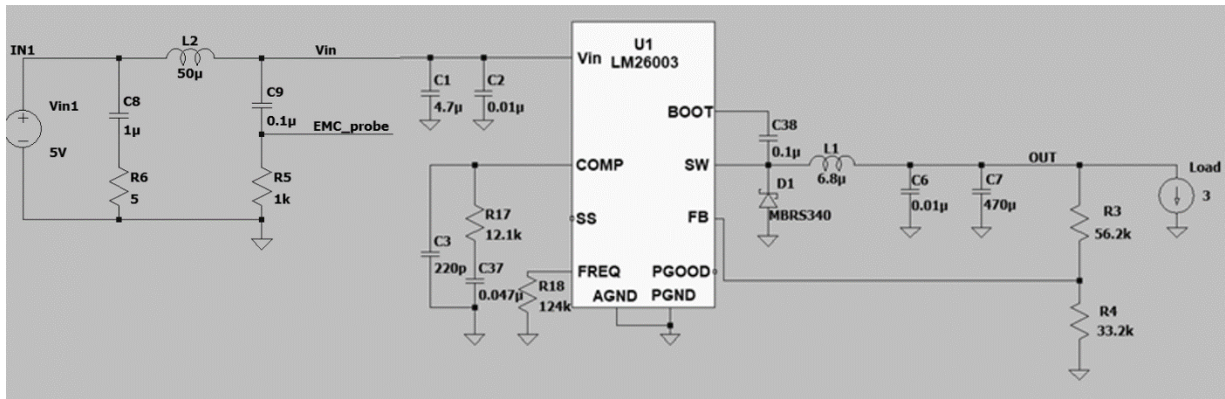 IN1
L2
50µ
Vin
Vin1
5V
C8
1µ
R6
5
C9
0.1µ
EMC_probe
R5
1k
C1
4.7µ
C2
0.01µ
U1
LM26003
Vin
BOOT
COMP
SW
SS
FB
FREQ
PGOOD
AGND
PGND
C3
220p
R17
12.1k
C37
0.047µ
R18
124k
C38
0.1µ
L1
6.8µ
D1
MBRS340
C6
0.01µ
C7
470µ
OUT
R3
56.2k
R4
33.2k
Load
3